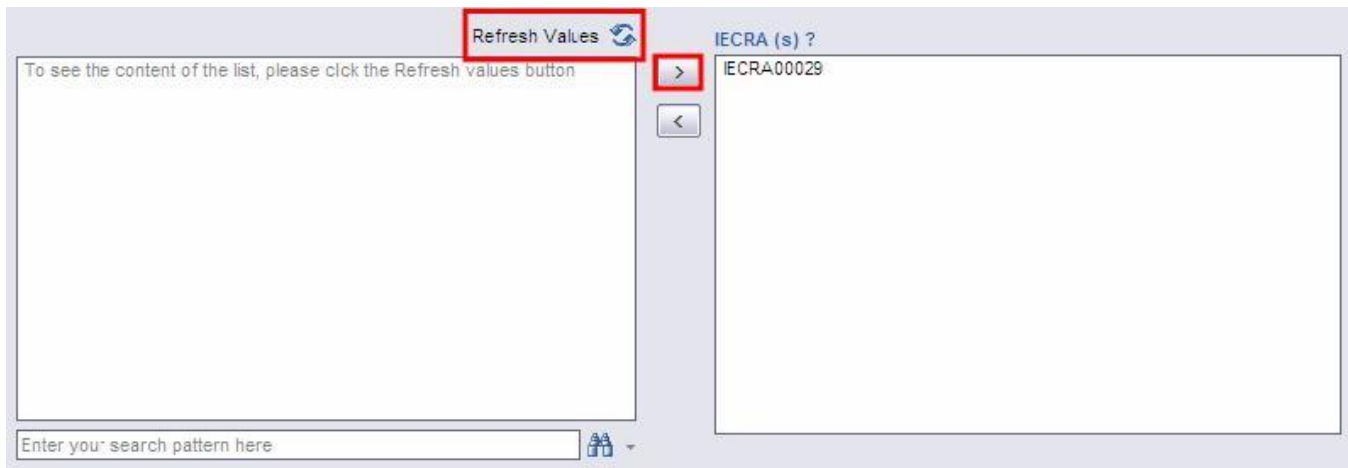 Refresh Values
IECRA (s) ?
To see the content of the list, please clck the Refresh values button
>
IECRA00029
<
Enter your search pattern here